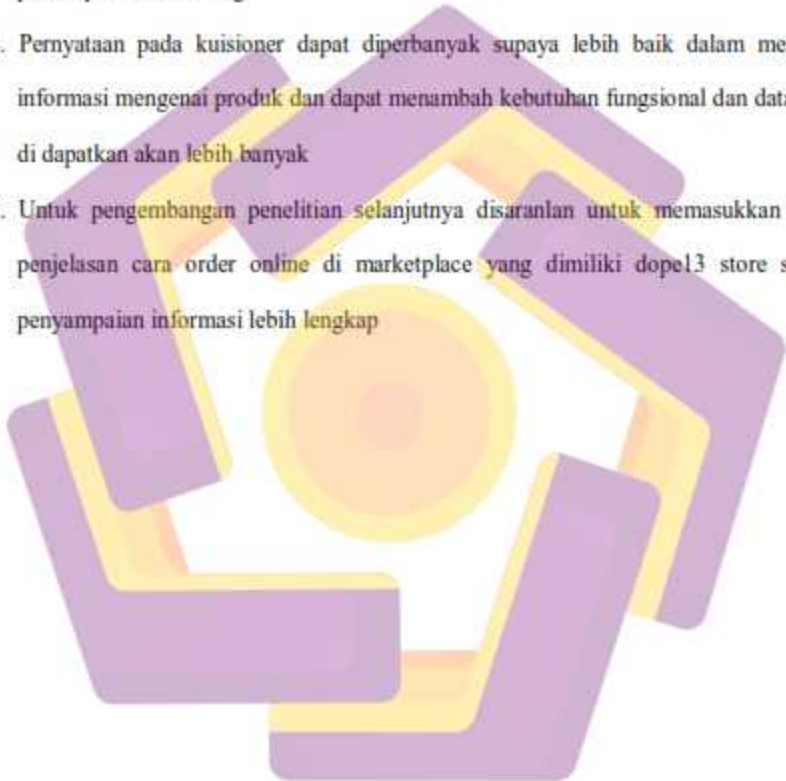 . Pernyataan pada kuisioner dapat diperbanyak supaya lebih baik dalam me
informasi mengenai produk dan dapat menambah kebutuhan fungsional dan data
di dapatkan akan lebih banyak
. Untuk pengembangan penelitian selanjutnya disaranlan untuk memasukkan
penjelasan cara order online di marketplace yang dimiliki dope13 store s
penyampaian informasi lebih lengkap